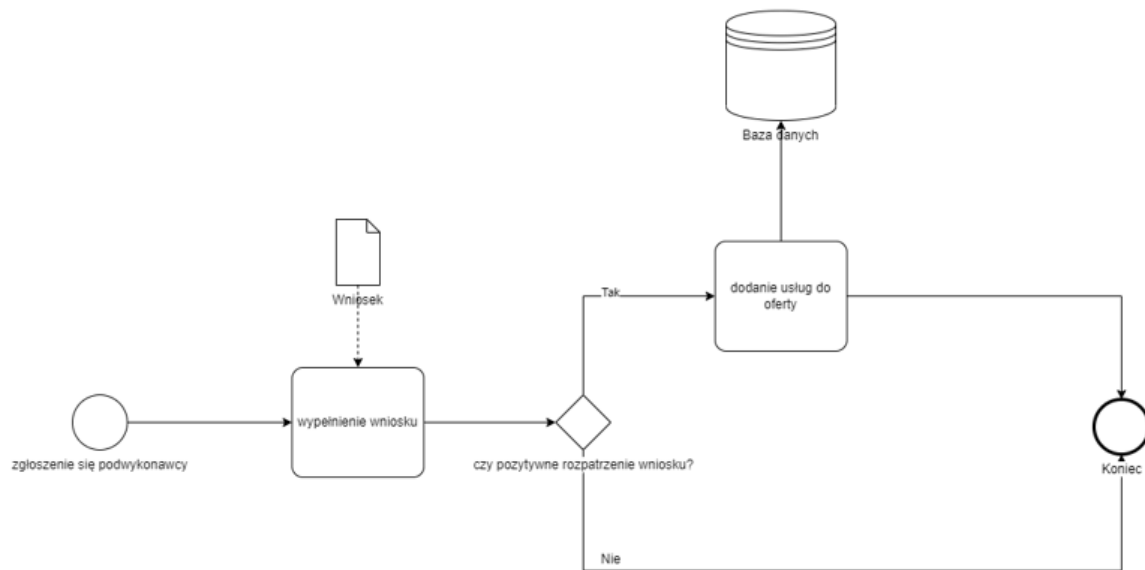 Baza danych
Wniosek
Tak
dodanie usług do
oferty
wypełnienie wniosku
zgłoszenie się podwykonawcy
czy pozytywne rozpatrzenie wniosku?
Koniec
Nie